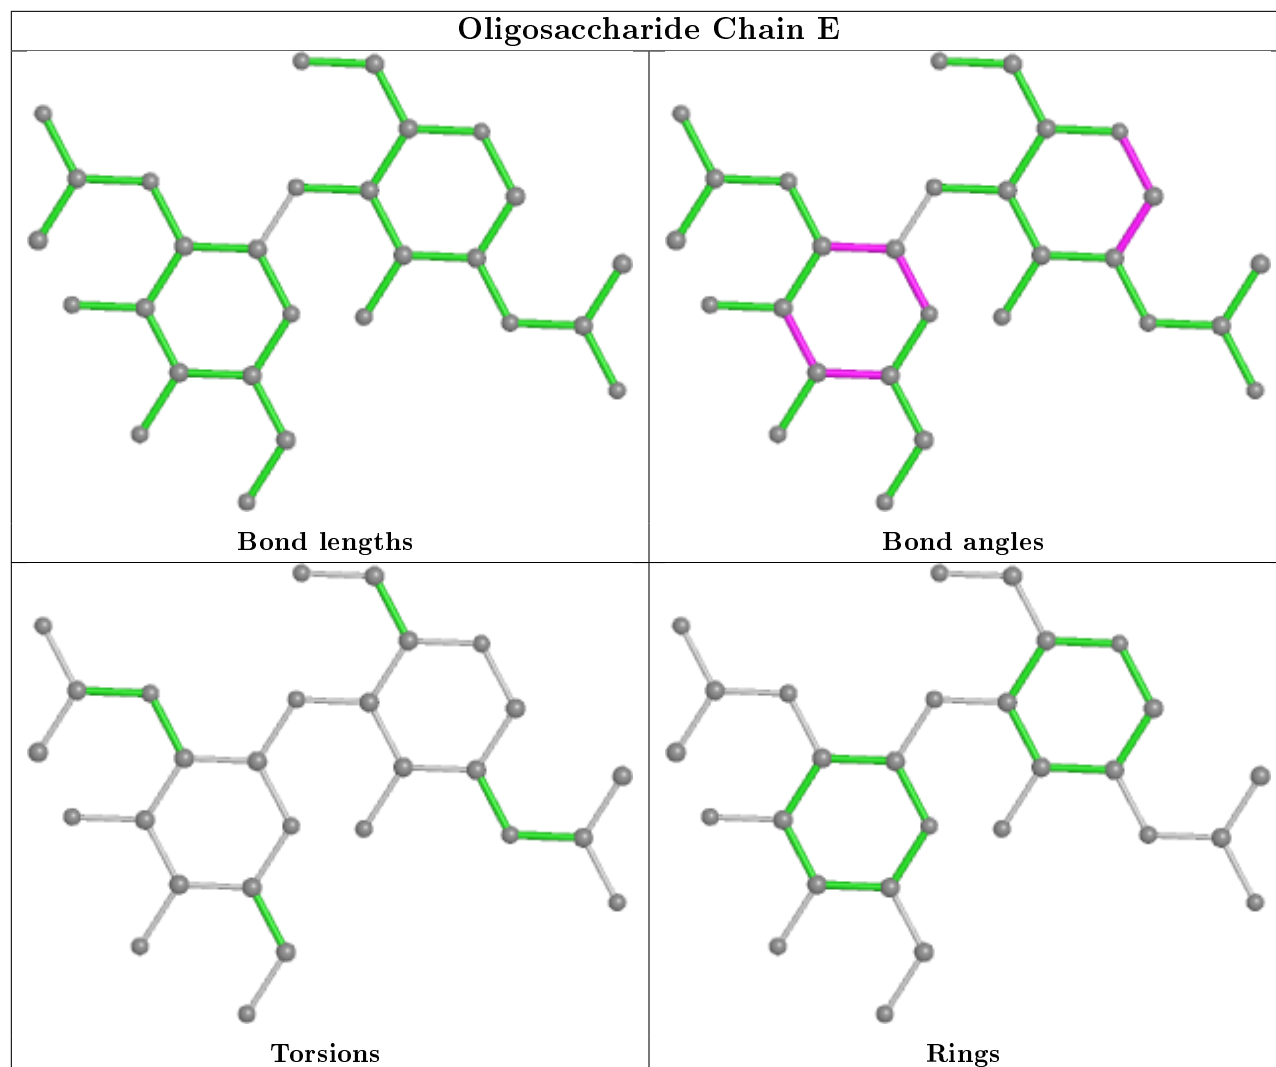 Oligosaccharide Chain E
Bond lengths
Bond angles
Torsions
Rings